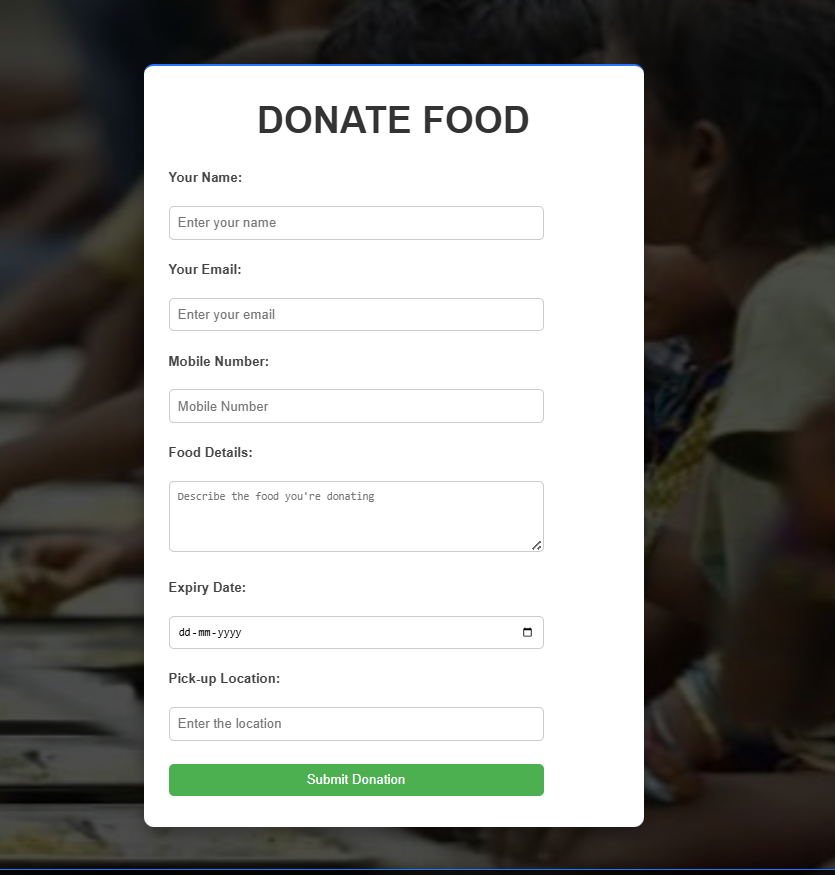 DONATE FOOD
Your Name:
Enter your name
Your Email:
Enter your email
Mobile Number:
Mobile Number
Food Details:
Describe the food you're donating
Expiry Date:
dd-mm-yyyy
Pick-up Location:
Enter the location
Submit Donation